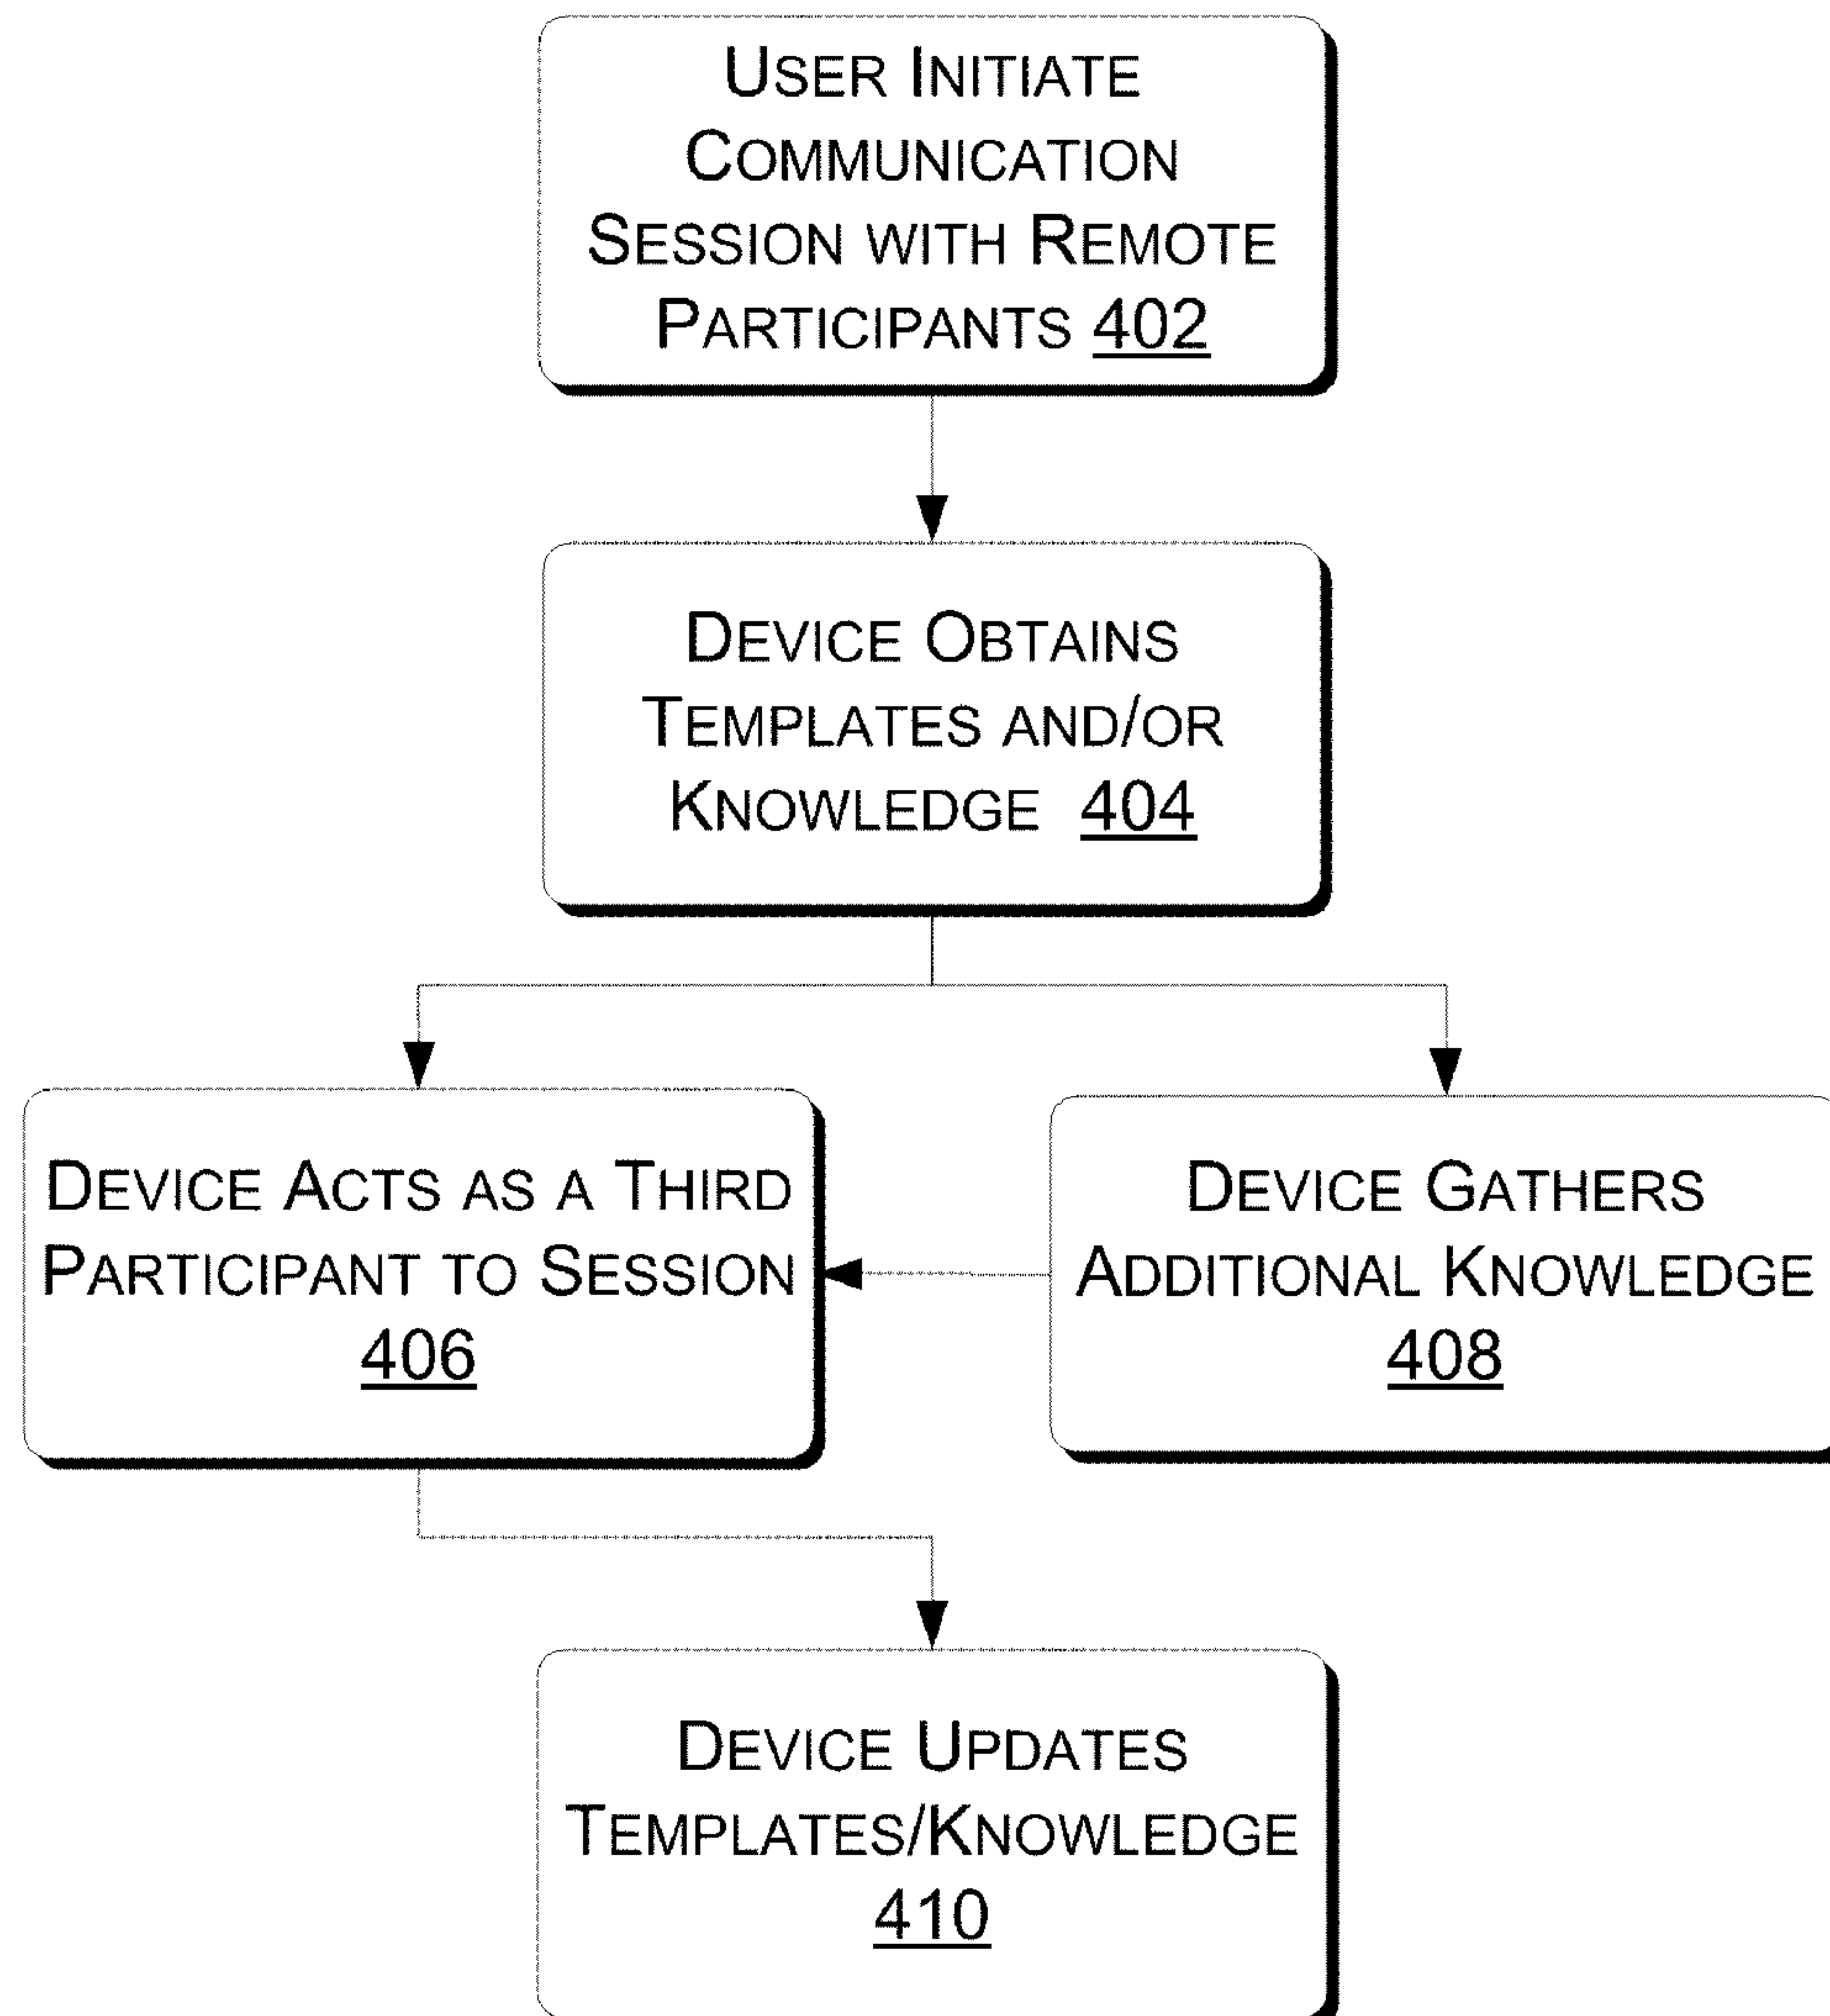 USER INITIATE
COMMUNICATION
SESSION WITH REMOTE
PARTICIPANTS 402
DEVICE OBTAINS
TEMPLATES AND/OR
KNOWLEDGE 404
DEVICE ACTS AS A THIRD
PARTICIPANT TO SESSION
406
DEVICE GATHERS
ADDITIONAL KNOWLEDGE
408
DEVICE UPDATES
TEMPLATES/KNOWLEDGE
410